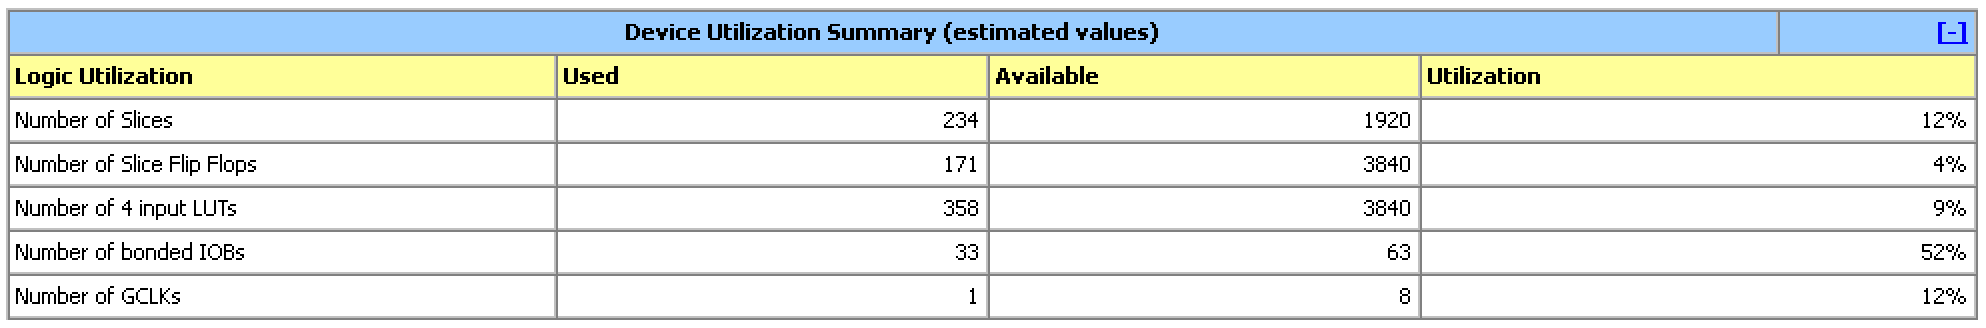 Device Utilization Summary (estimated values) [-]
Logic Utilization Used Available Utilization
Number of Slices 234 1920 12%
Number of Slice Flip Flops 171 3840 4%
Number of 4 input LUTs 358 3840 9%
Number of bonded IOBs 33 63 52%
Number of GCLKs 1 8 12%